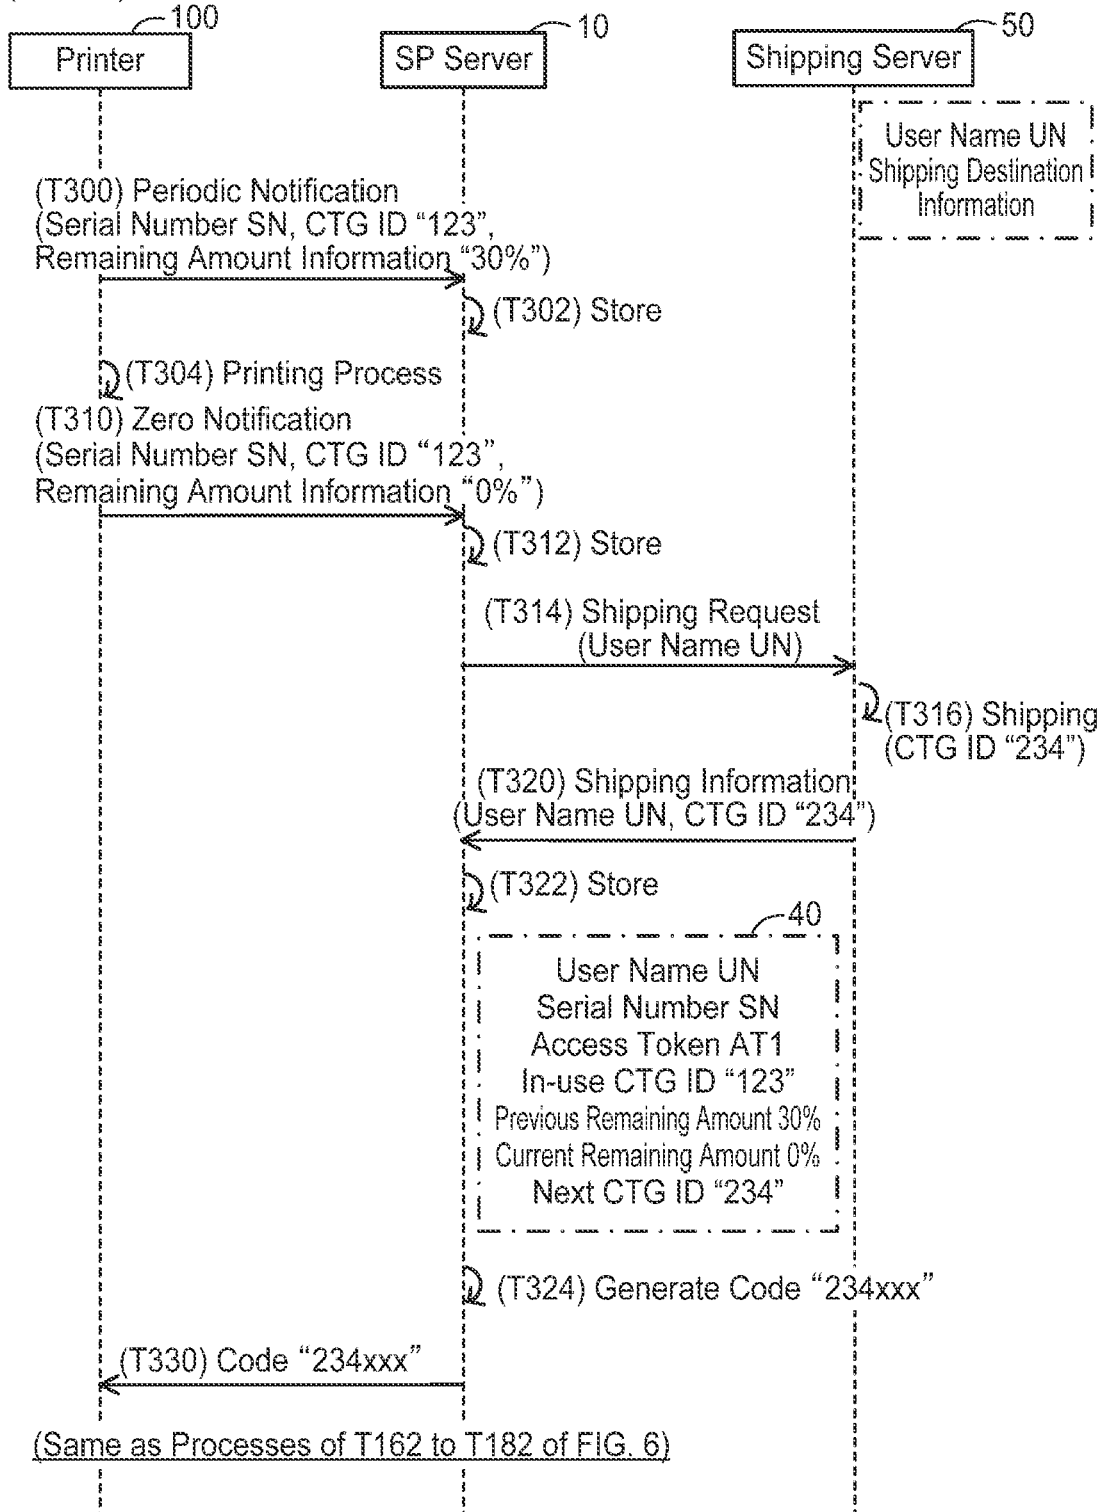 100
10
50
Printer
SP Server
Shipping Server
User Name UN
Shipping Destination
Information
(T300) Periodic Notification
(Serial Number SN, CTG ID “123”,
Remaining Amount Information “30%”)
(T302) Store
(T304) Printing Process
(T310) Zero Notification
(Serial Number SN, CTG ID “123”,
Remaining Amount Information “0%”)
(T312) Store
(T314) Shipping Request
(User Name UN)
(T316) Shipping
(CTG ID “234”)
(T320) Shipping Information
(User Name UN, CTG ID “234”)
(T322) Store
40
User Name UN
Serial Number SN
Access Token AT1
In-use CTG ID “123”
Previous Remaining Amount 30%
Current Remaining Amount 0%
Next CTG ID “234”
(T324) Generate Code “234xxx”
(T330) Code “234xxx”
(Same as Processes of T162 to T182 of FIG. 6)